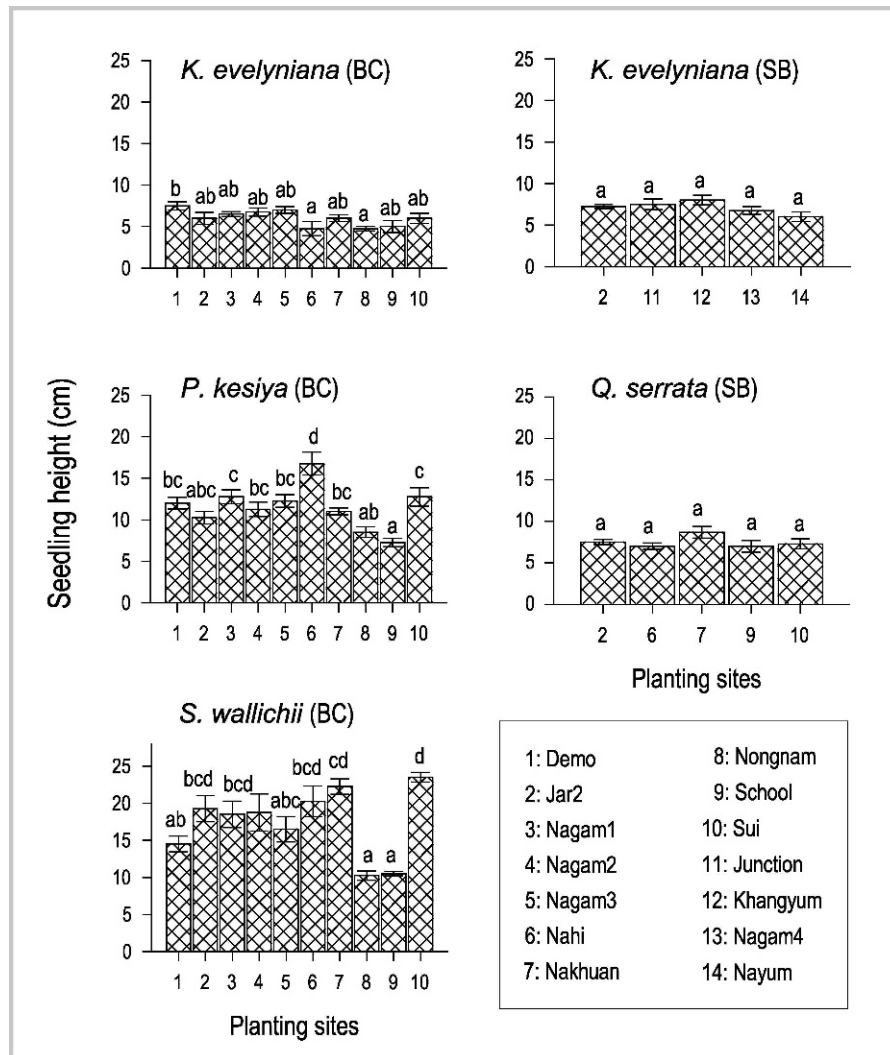 K. evelyniana (BC)
25
20
15
10
5
0
b ab ab ab ab a ab a ab ab
1 2 3 4 5 6 7 8 9 10
K. evelyniana (SB)
25
20
15
10
5
0
a a a a a
2 11 12 13 14
Seedling height (cm)
P. kesiya (BC)
25
20
15
10
5
0
bc abc c bc bc d bc ab a c
1 2 3 4 5 6 7 8 9 10
Q. serrata (SB)
25
20
15
10
5
0
a a a a a
2 6 7 9 10
Planting sites
S. wallichii (BC)
25
20
15
10
5
0
ab bcd bcd abc bcd cd a a d
1 2 3 4 5 6 7 8 9 10
Planting sites
1: Demo
2: Jar2
3: Nagam1
4: Nagam2
5: Nagam3
6: Nahi
7: Nakhuan
8: Nongnam
9: School
10: Sui
11: Junction
12: Khangyum
13: Nagam4
14: Nayum